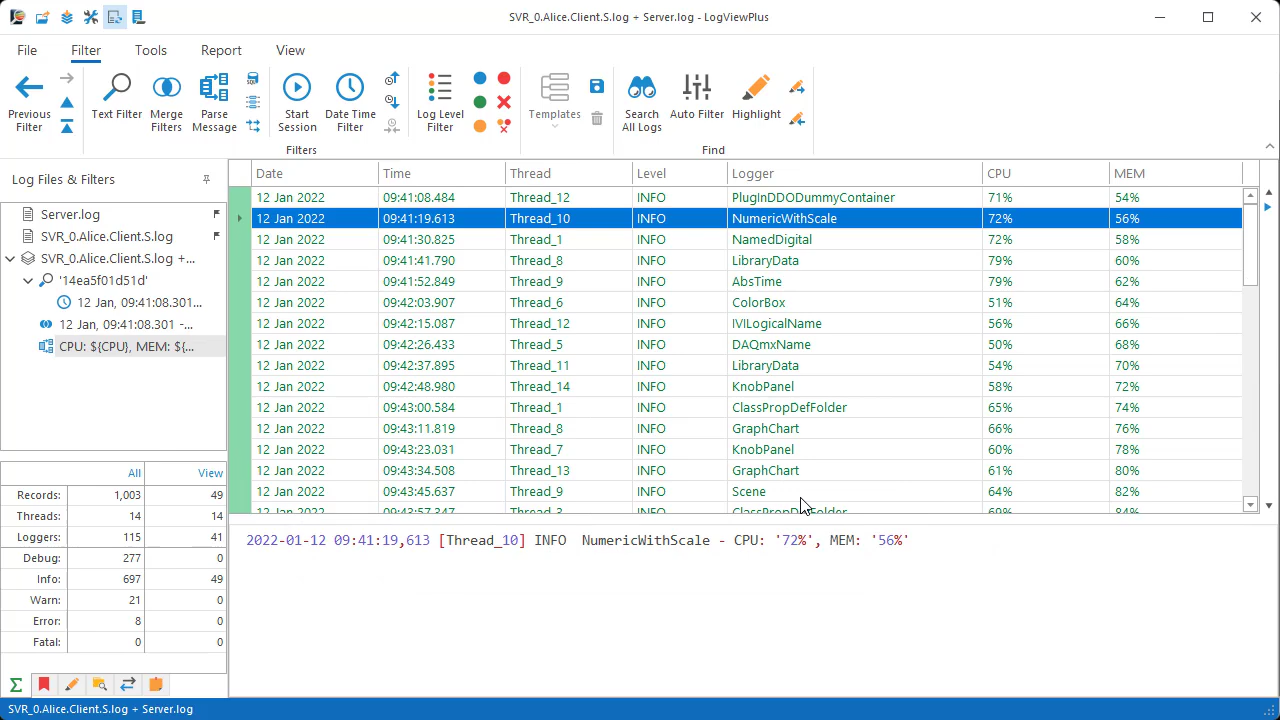 SVR_0.Alice.Client.S.log + Server.log - LogViewPlus
File Filter Tools Report View
Previous Filter
Text Filter
Merge Filters
Parse Message
Start Session
Date Time Filter
Log Level Filter
Templates
Search All Logs
Auto Filter
Highlight
Filters
Find
Log Files & Filters
Server.log
SVR_0.Alice.Client.S.log
SVR_0.Alice.Client.S.log +...
'14ea5f01d51d'
12 Jan, 09:41:08.301...
12 Jan, 09:41:08.301 -...
CPU: ${CPU}, MEM: ${...
All View
Records: 1,003 49
Threads: 14 14
Loggers: 115 41
Debug: 277 0
Info: 697 49
Warn: 21 0
Error: 8 0
Fatal: 0 0
Date Time Thread Level Logger CPU MEM
12 Jan 2022 09:41:08.484 Thread_12 INFO PlugInDDODummyContainer 71% 54%
12 Jan 2022 09:41:19.613 Thread_10 INFO NumericWithScale 72% 56%
12 Jan 2022 09:41:30.825 Thread_1 INFO NamedDigital 72% 58%
12 Jan 2022 09:41:41.790 Thread_8 INFO LibraryData 79% 60%
12 Jan 2022 09:41:52.849 Thread_9 INFO AbsTime 79% 62%
12 Jan 2022 09:42:03.907 Thread_6 INFO ColorBox 51% 64%
12 Jan 2022 09:42:15.087 Thread_12 INFO IVILogicalName 56% 66%
12 Jan 2022 09:42:26.433 Thread_5 INFO DAQmxName 50% 68%
12 Jan 2022 09:42:37.895 Thread_11 INFO LibraryData 54% 70%
12 Jan 2022 09:42:48.980 Thread_14 INFO KnobPanel 58% 72%
12 Jan 2022 09:43:00.584 Thread_1 INFO ClassPropDefFolder 65% 74%
12 Jan 2022 09:43:11.819 Thread_8 INFO GraphChart 66% 76%
12 Jan 2022 09:43:23.031 Thread_7 INFO KnobPanel 60% 78%
12 Jan 2022 09:43:34.508 Thread_13 INFO GraphChart 61% 80%
12 Jan 2022 09:43:45.637 Thread_9 INFO Scene 64% 82%
12 Jan 2022 09:43:57.347 Thread_3 INFO ClassPropDefFolder 69% 84%
2022-01-12 09:41:19,613 [Thread_10] INFO  NumericWithScale - CPU: '72%', MEM: '56%'
SVR_0.Alice.Client.S.log + Server.log